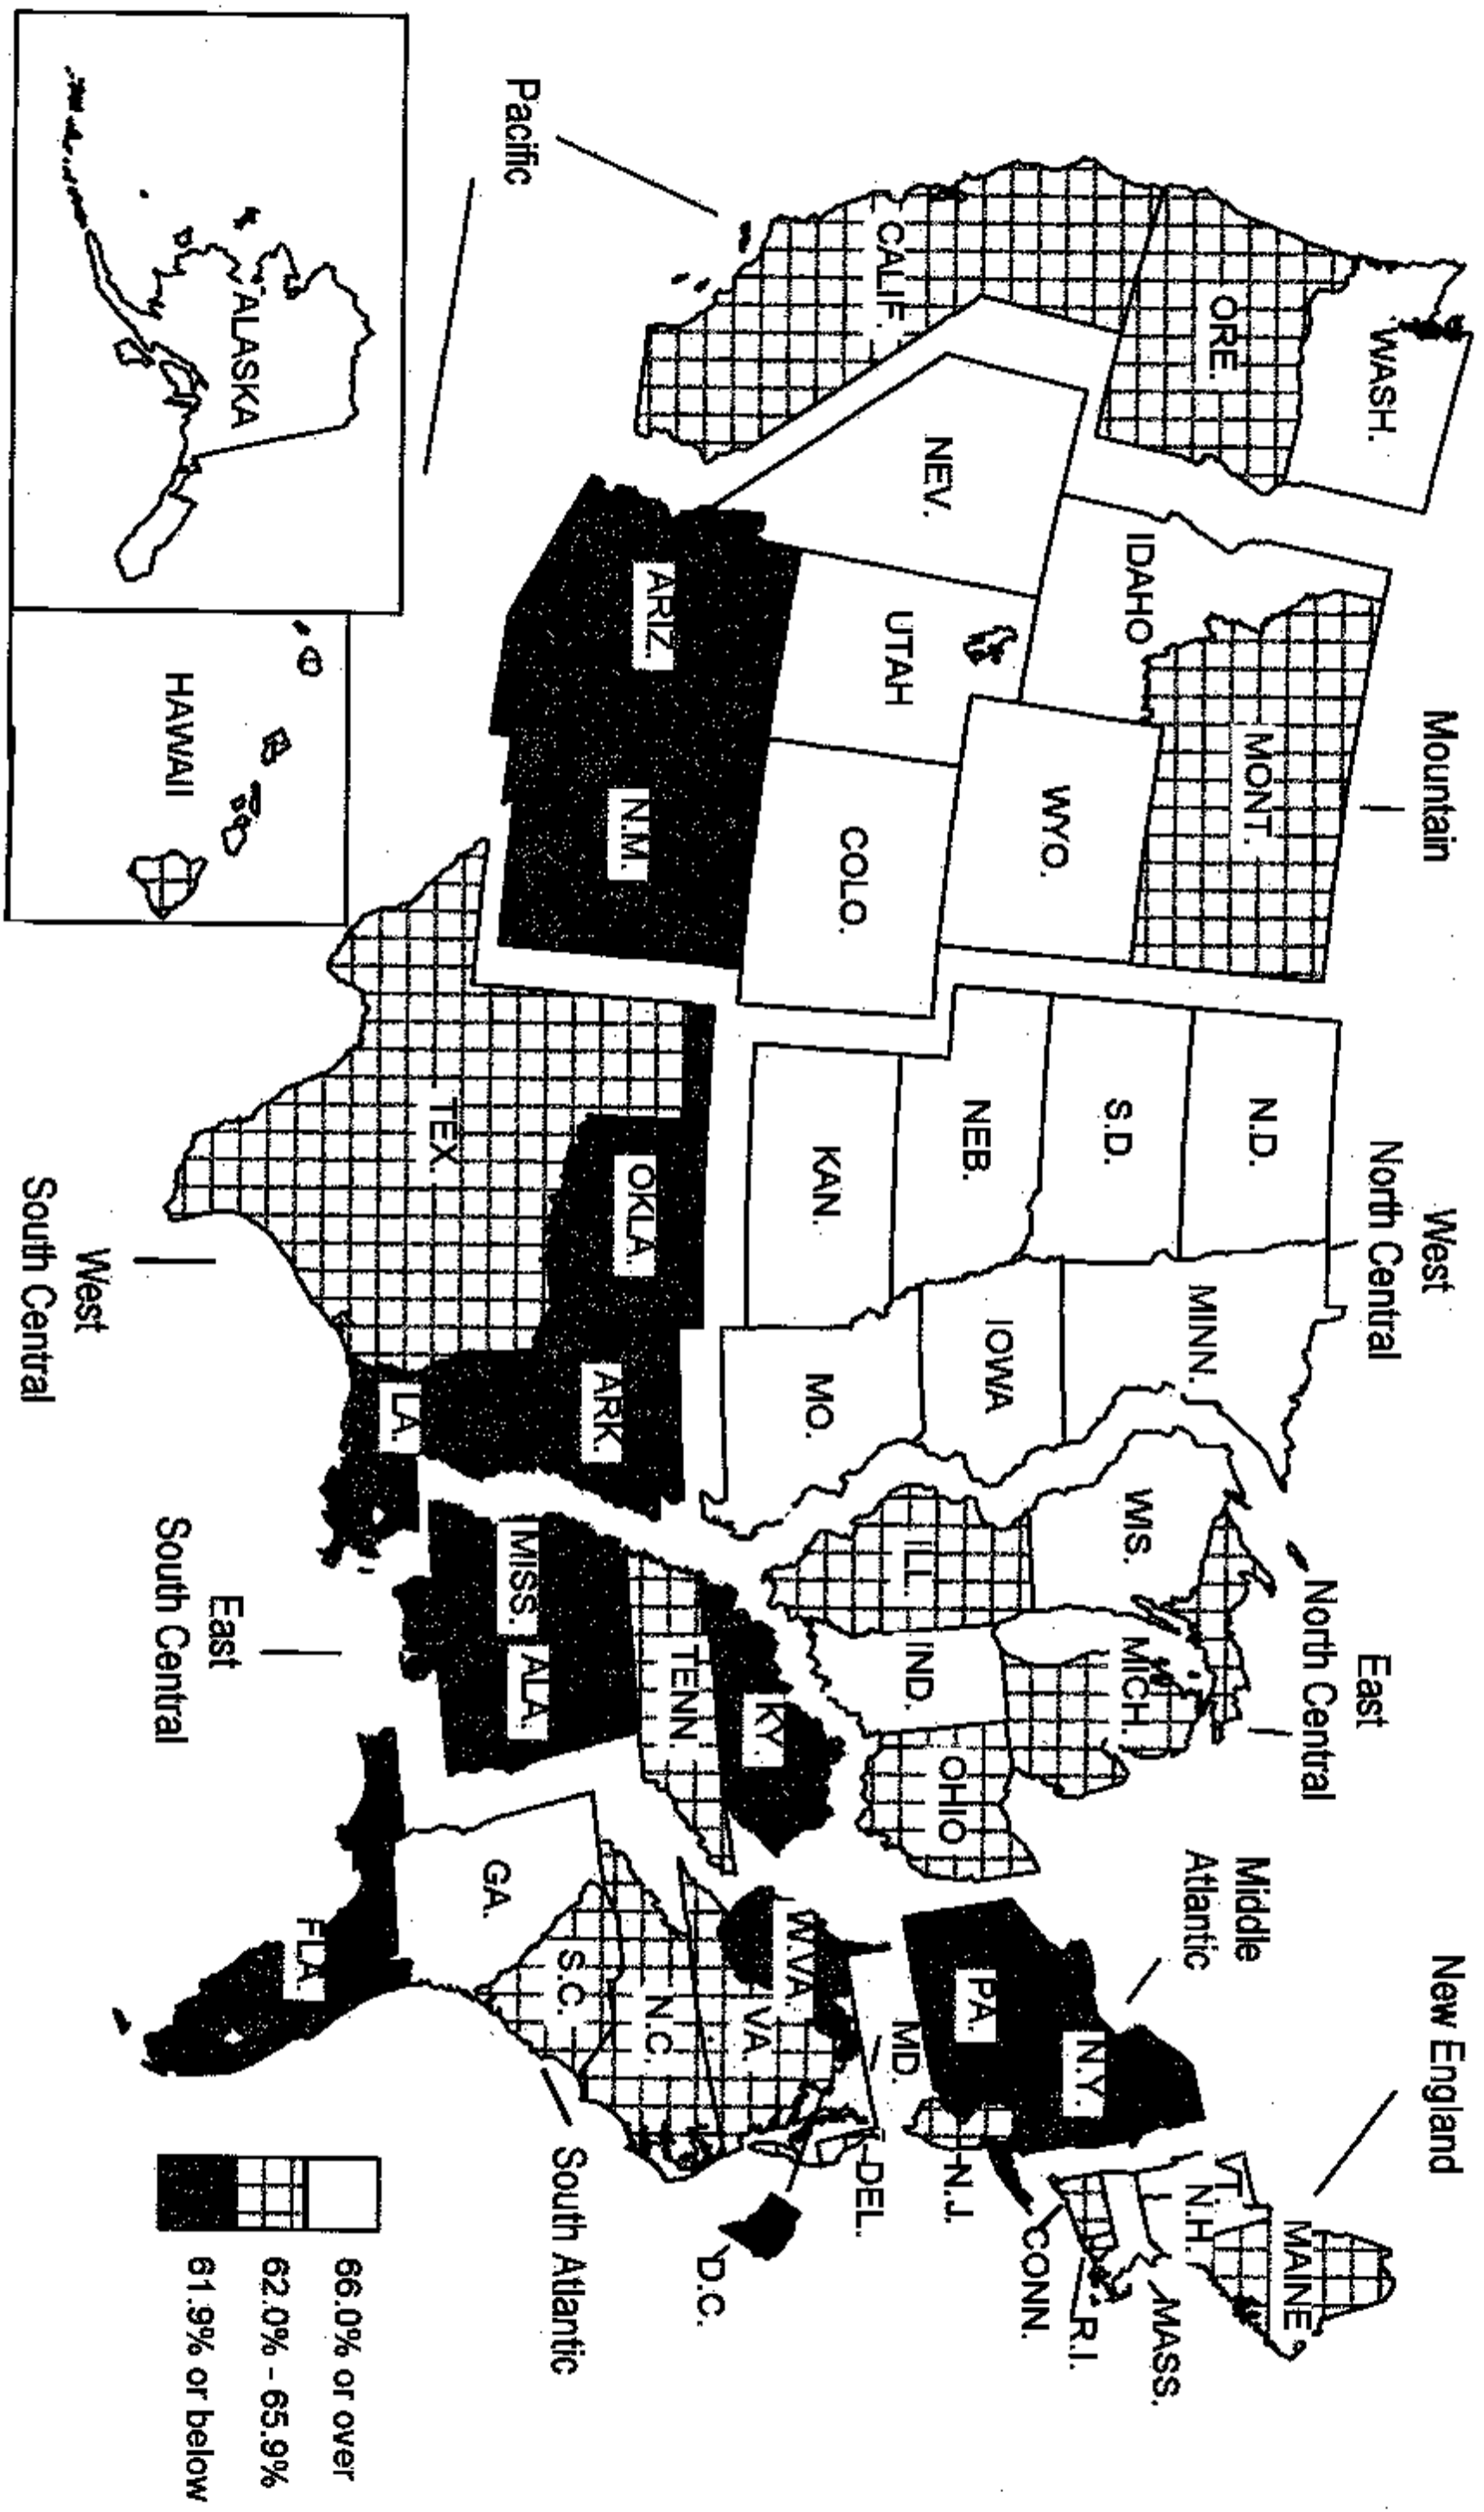 Mountain
West
North Central
East
North Central
Middle
Atlantic
New England
WASH.
ORE.
CALIF.
NEV.
IDAHO
MONT.
WYO.
UTAH
COLO.
ARIZ.
N.M.
N.D.
S.D.
NEB.
KAN.
MINN.
IOWA
MO.
WIS.
MICH.
ILL.
IND.
OHIO
OKLA.
ARK.
TEX.
LA.
KY.
TENN.
MISS.
ALA.
GA.
FLA.
W.VA.
VA.
N.C.
S.C.
PA.
N.Y.
MD.
DEL.
N.J.
CONN.
R.I.
MASS.
VT.
N.H.
MAINE
D.C.
Pacific
ALASKA
HAWAII
West
South Central
East
South Central
South Atlantic
66.0% or over
62.0% - 65.9%
61.9% or below